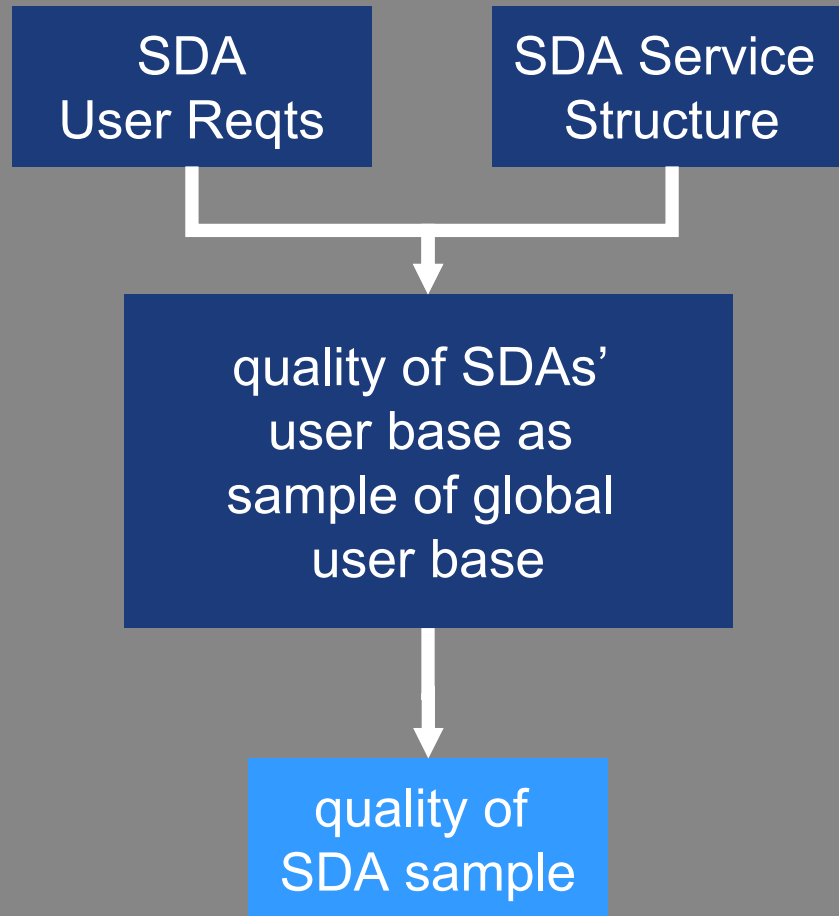 SDA
User Reqts
SDA Service
Structure
quality of SDAs’
user base as
sample of global
user base
quality of
SDA sample